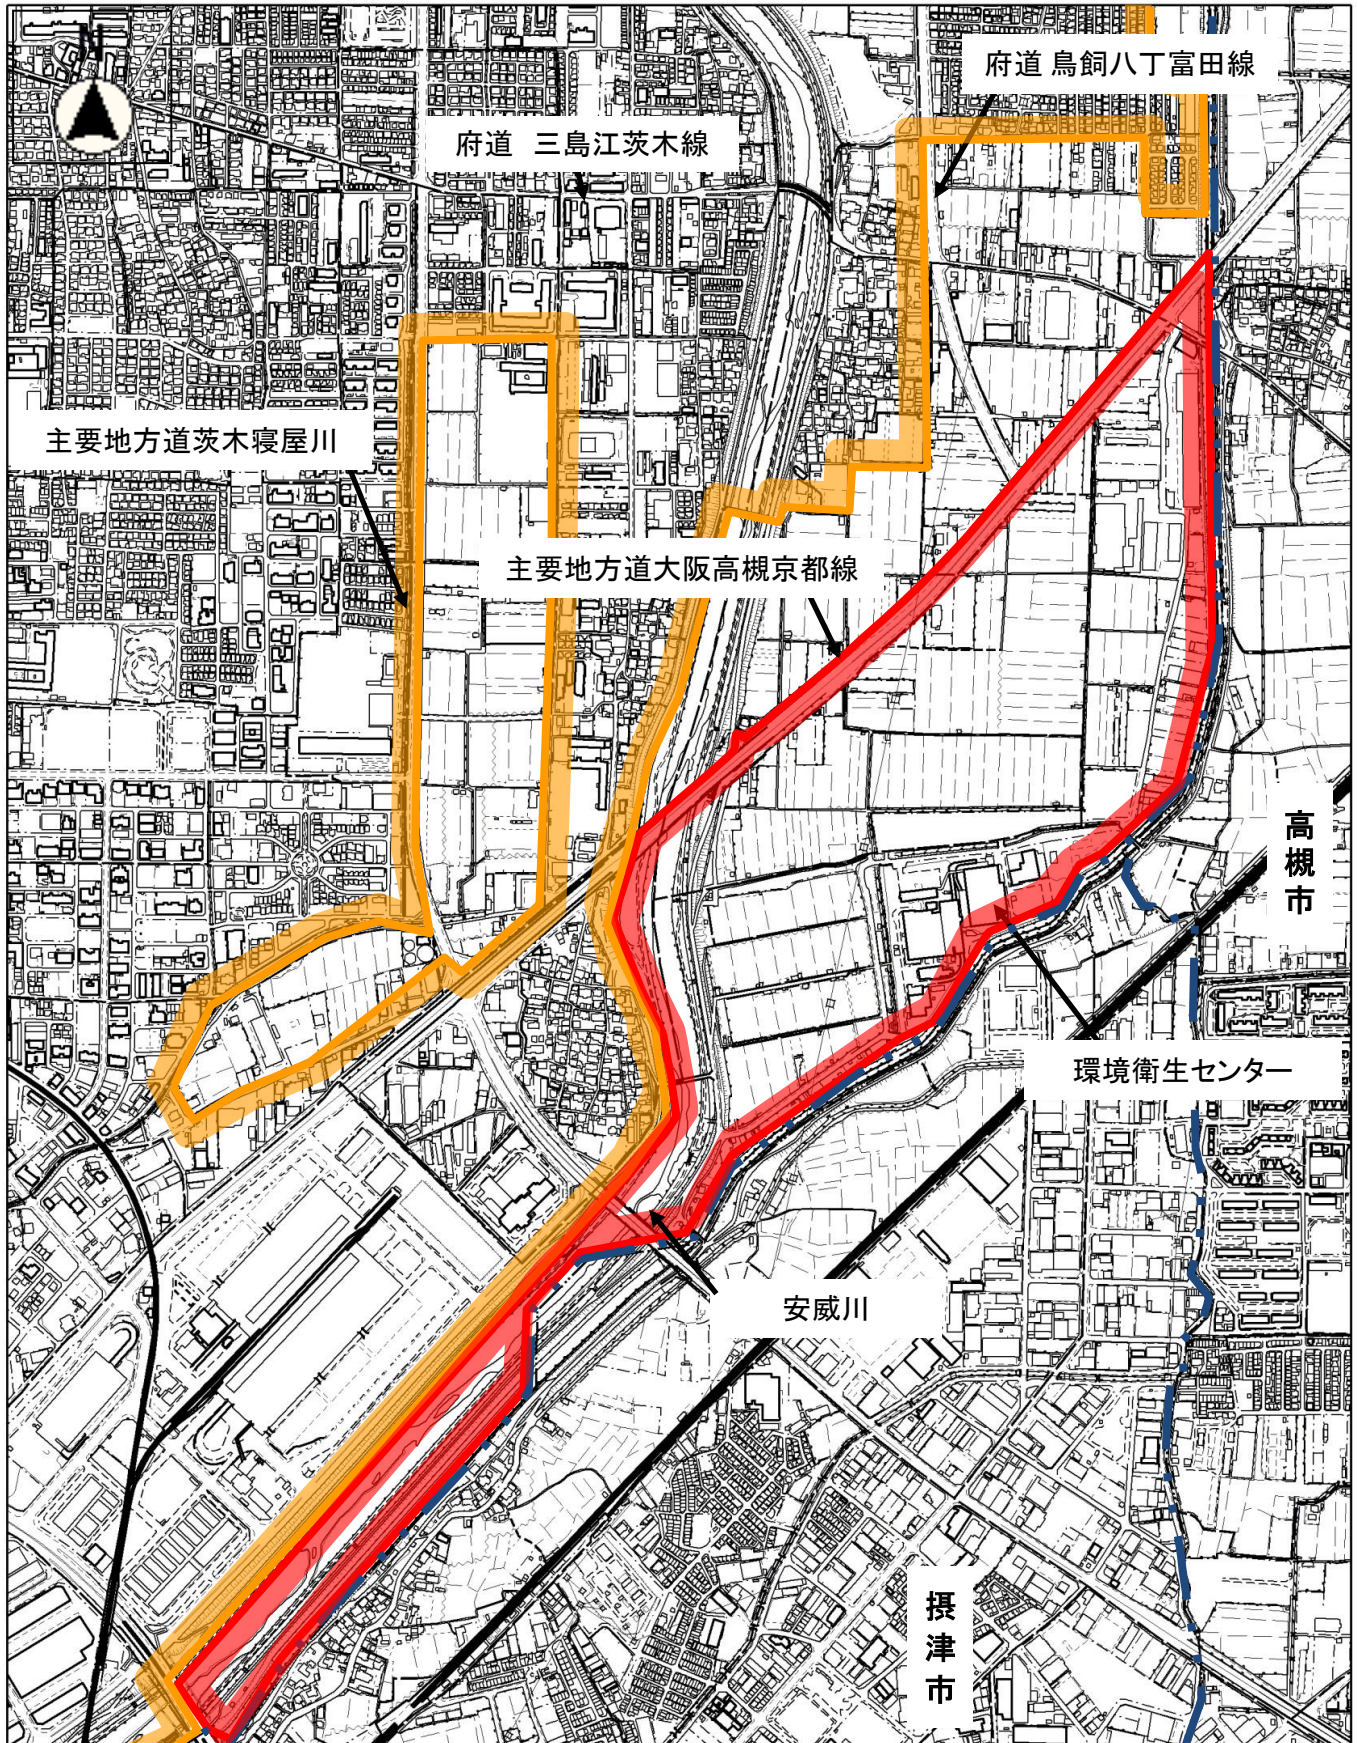 N
府道 鳥飼八丁富田線
府道 三島江茨木線
主要地方道茨木寝屋川
主要地方道大阪高槻京都線
高槻市
環境衛生センター
安威川
摂津市